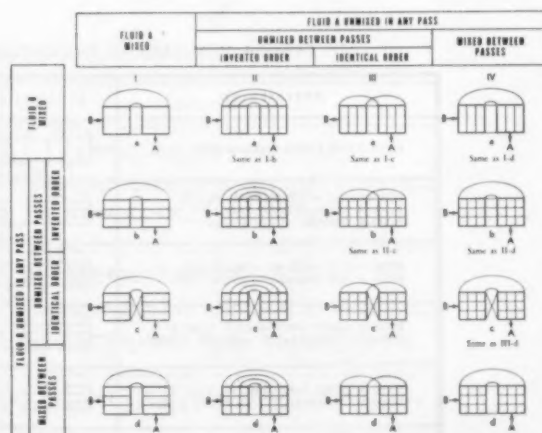 FLUID A UNMIXED IN ANY PASS
FLUID A
MIXED
UNMIXED BETWEEN PASSES
MIXED BETWEEN
PASSES
INVERTED ORDER
IDENTICAL ORDER
I
II
III
IV
FLUID B
MIXED
B
a
A
B
a
A
Same as I-b
B
a
A
Same as I-c
B
a
A
Same as I-d
FLUID B UNMIXED IN ANY PASS
UNMIXED BETWEEN PASSES
INVERTED ORDER
B
b
A
B
b
A
B
b
A
Same as II-c
B
b
A
Same as II-d
IDENTICAL ORDER
B
c
A
B
c
A
B
c
A
B
c
A
Same as III-d
MIXED BETWEEN
PASSES
B
d
A
B
d
A
B
d
A
B
d
A